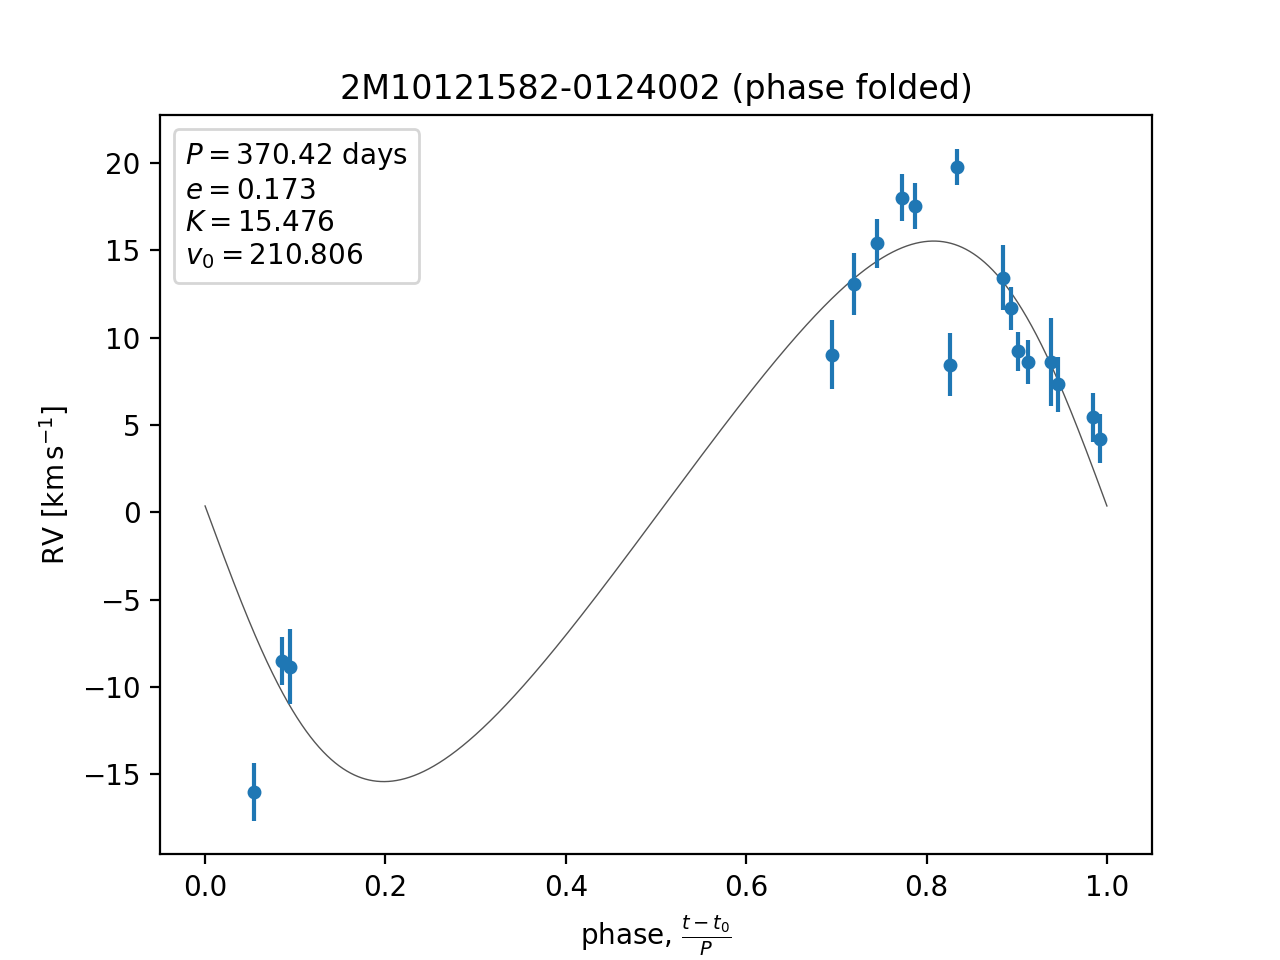 2M10121582-0124002 (phase folded)
P = 370.42 days
e = 0.173
K = 15.476
v₀ = 210.806
20
15
10
5
0
−5
−10
−15
RV [km s⁻¹]
0.0 0.2 0.4 0.6 0.8 1.0
phase, (t − t₀)/P